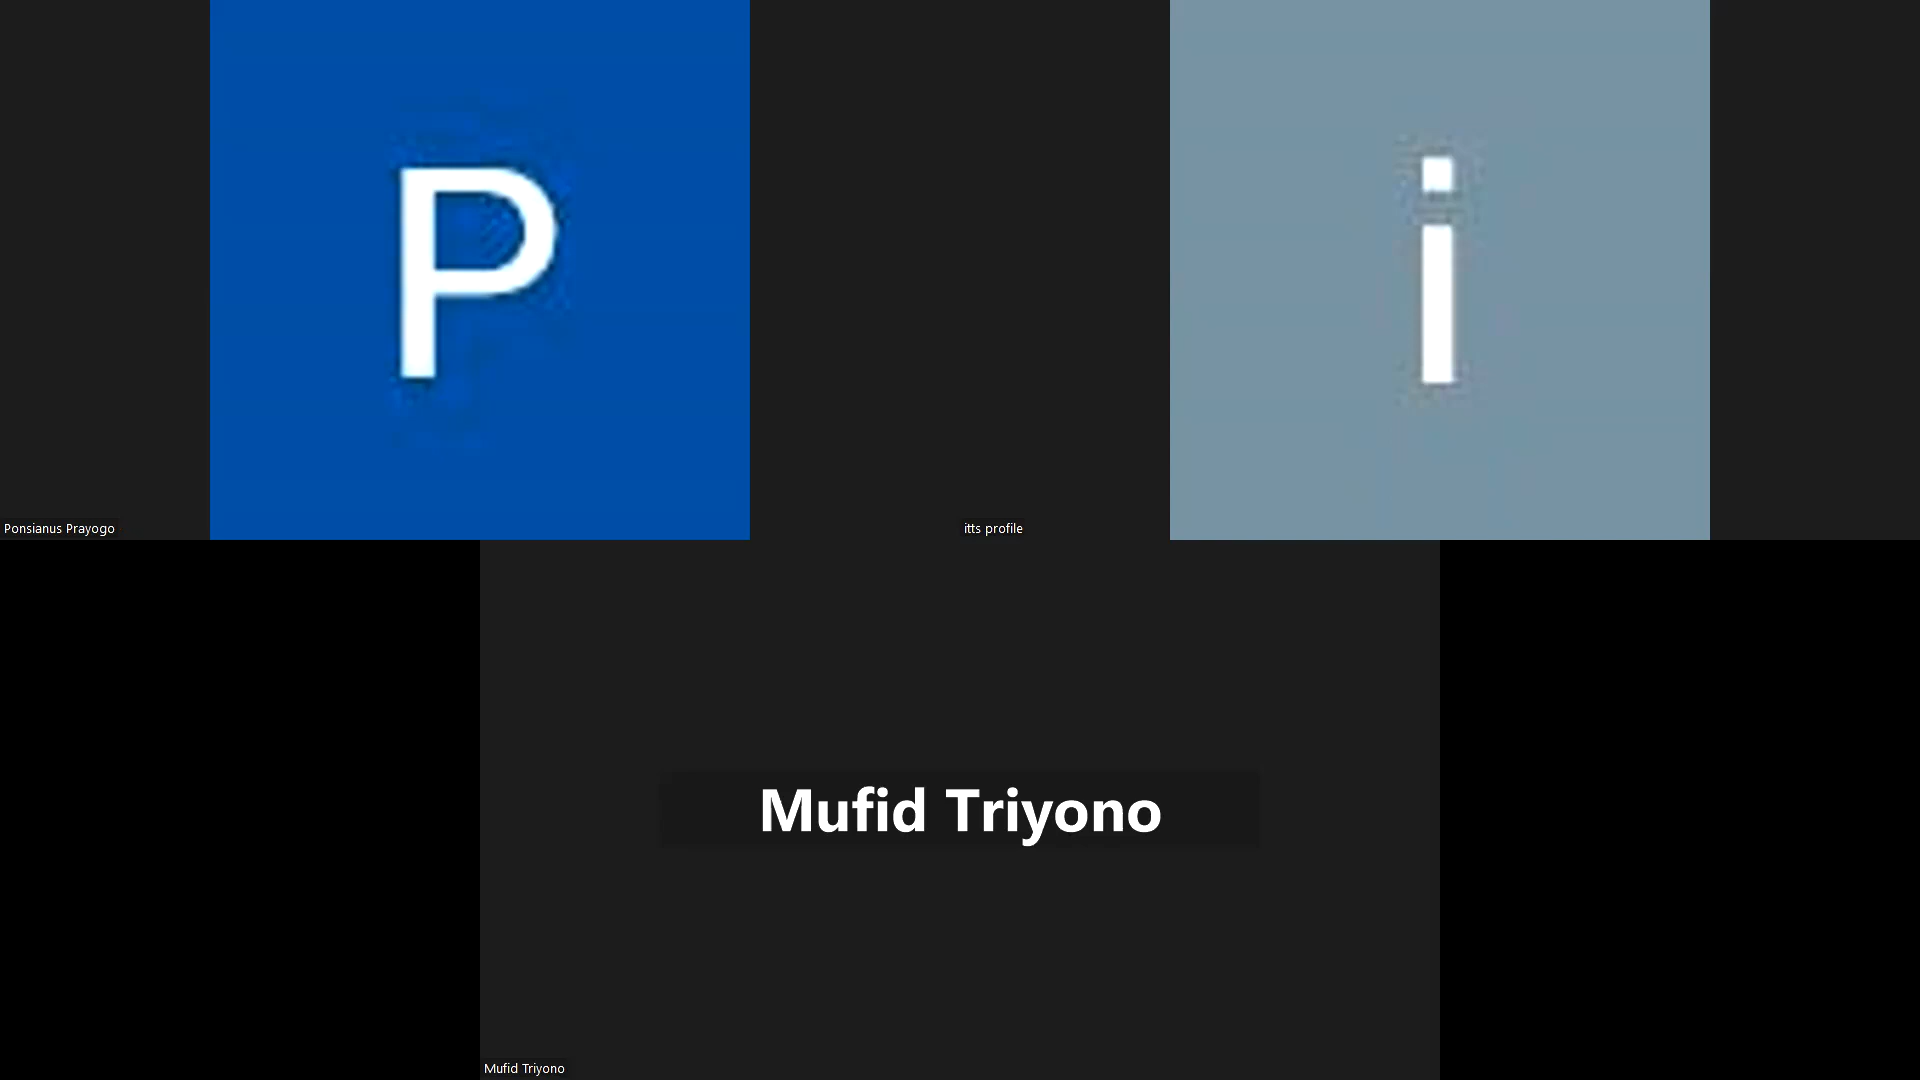 P
i
Ponsianus Prayogo
itts profile
Mufid Triyono
Mufid Triyono